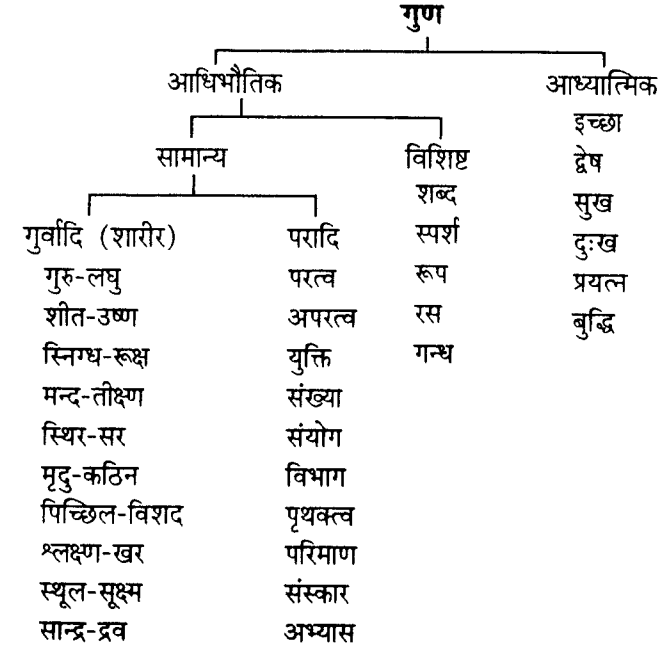 गुण
आधिभौतिक
आध्यात्मिक
इच्छा
द्वेष
सुख
दुःख
प्रयत्न
बुद्धि
सामान्य
विशिष्ट
शब्द
स्पर्श
रूप
रस
गन्ध
गुर्वादि (शारीर)
गुरु-लघु
शीत-उष्ण
स्निग्ध-रूक्ष
मन्द-तीक्ष्ण
स्थिर-सर
मृदु-कठिन
पिच्छिल-विशद
श्लक्ष्ण-खर
स्थूल-सूक्ष्म
सान्द्र-द्रव
परादि
परत्व
अपरत्व
युक्ति
संख्या
संयोग
विभाग
पृथक्त्व
परिमाण
संस्कार
अभ्यास